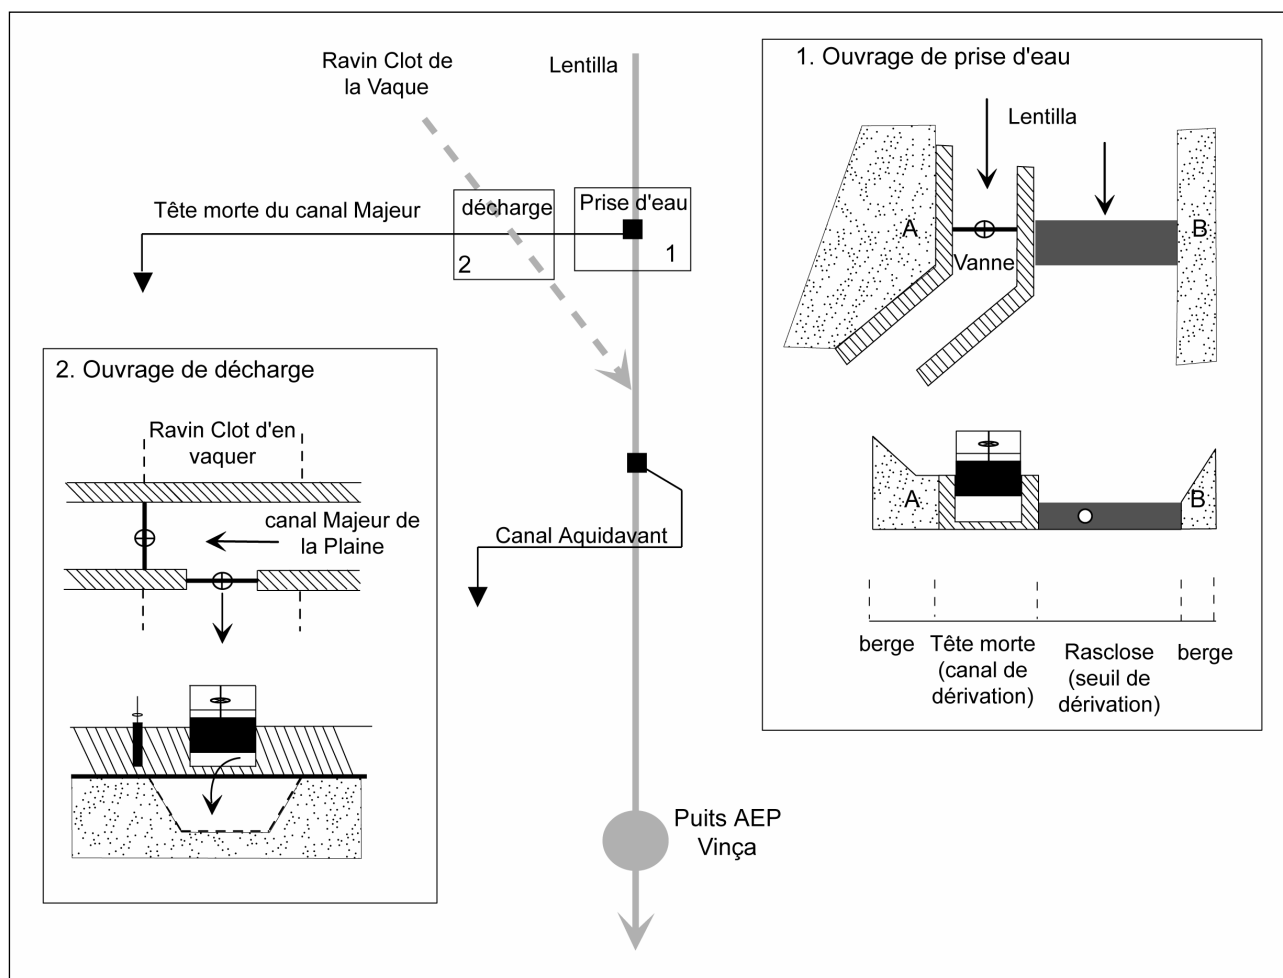 Ravin Clot de
la Vaque
Lentilla
Tête morte du canal Majeur
décharge
2
Prise d'eau
1
Canal Aquidavant
Puits AEP
Vinça
1. Ouvrage de prise d'eau
Lentilla
A
Vanne
B
A
B
berge
Tête morte
(canal de
dérivation)
Rasclose
(seuil de
dérivation)
berge
2. Ouvrage de décharge
Ravin Clot d'en
vaquer
canal Majeur de
la Plaine